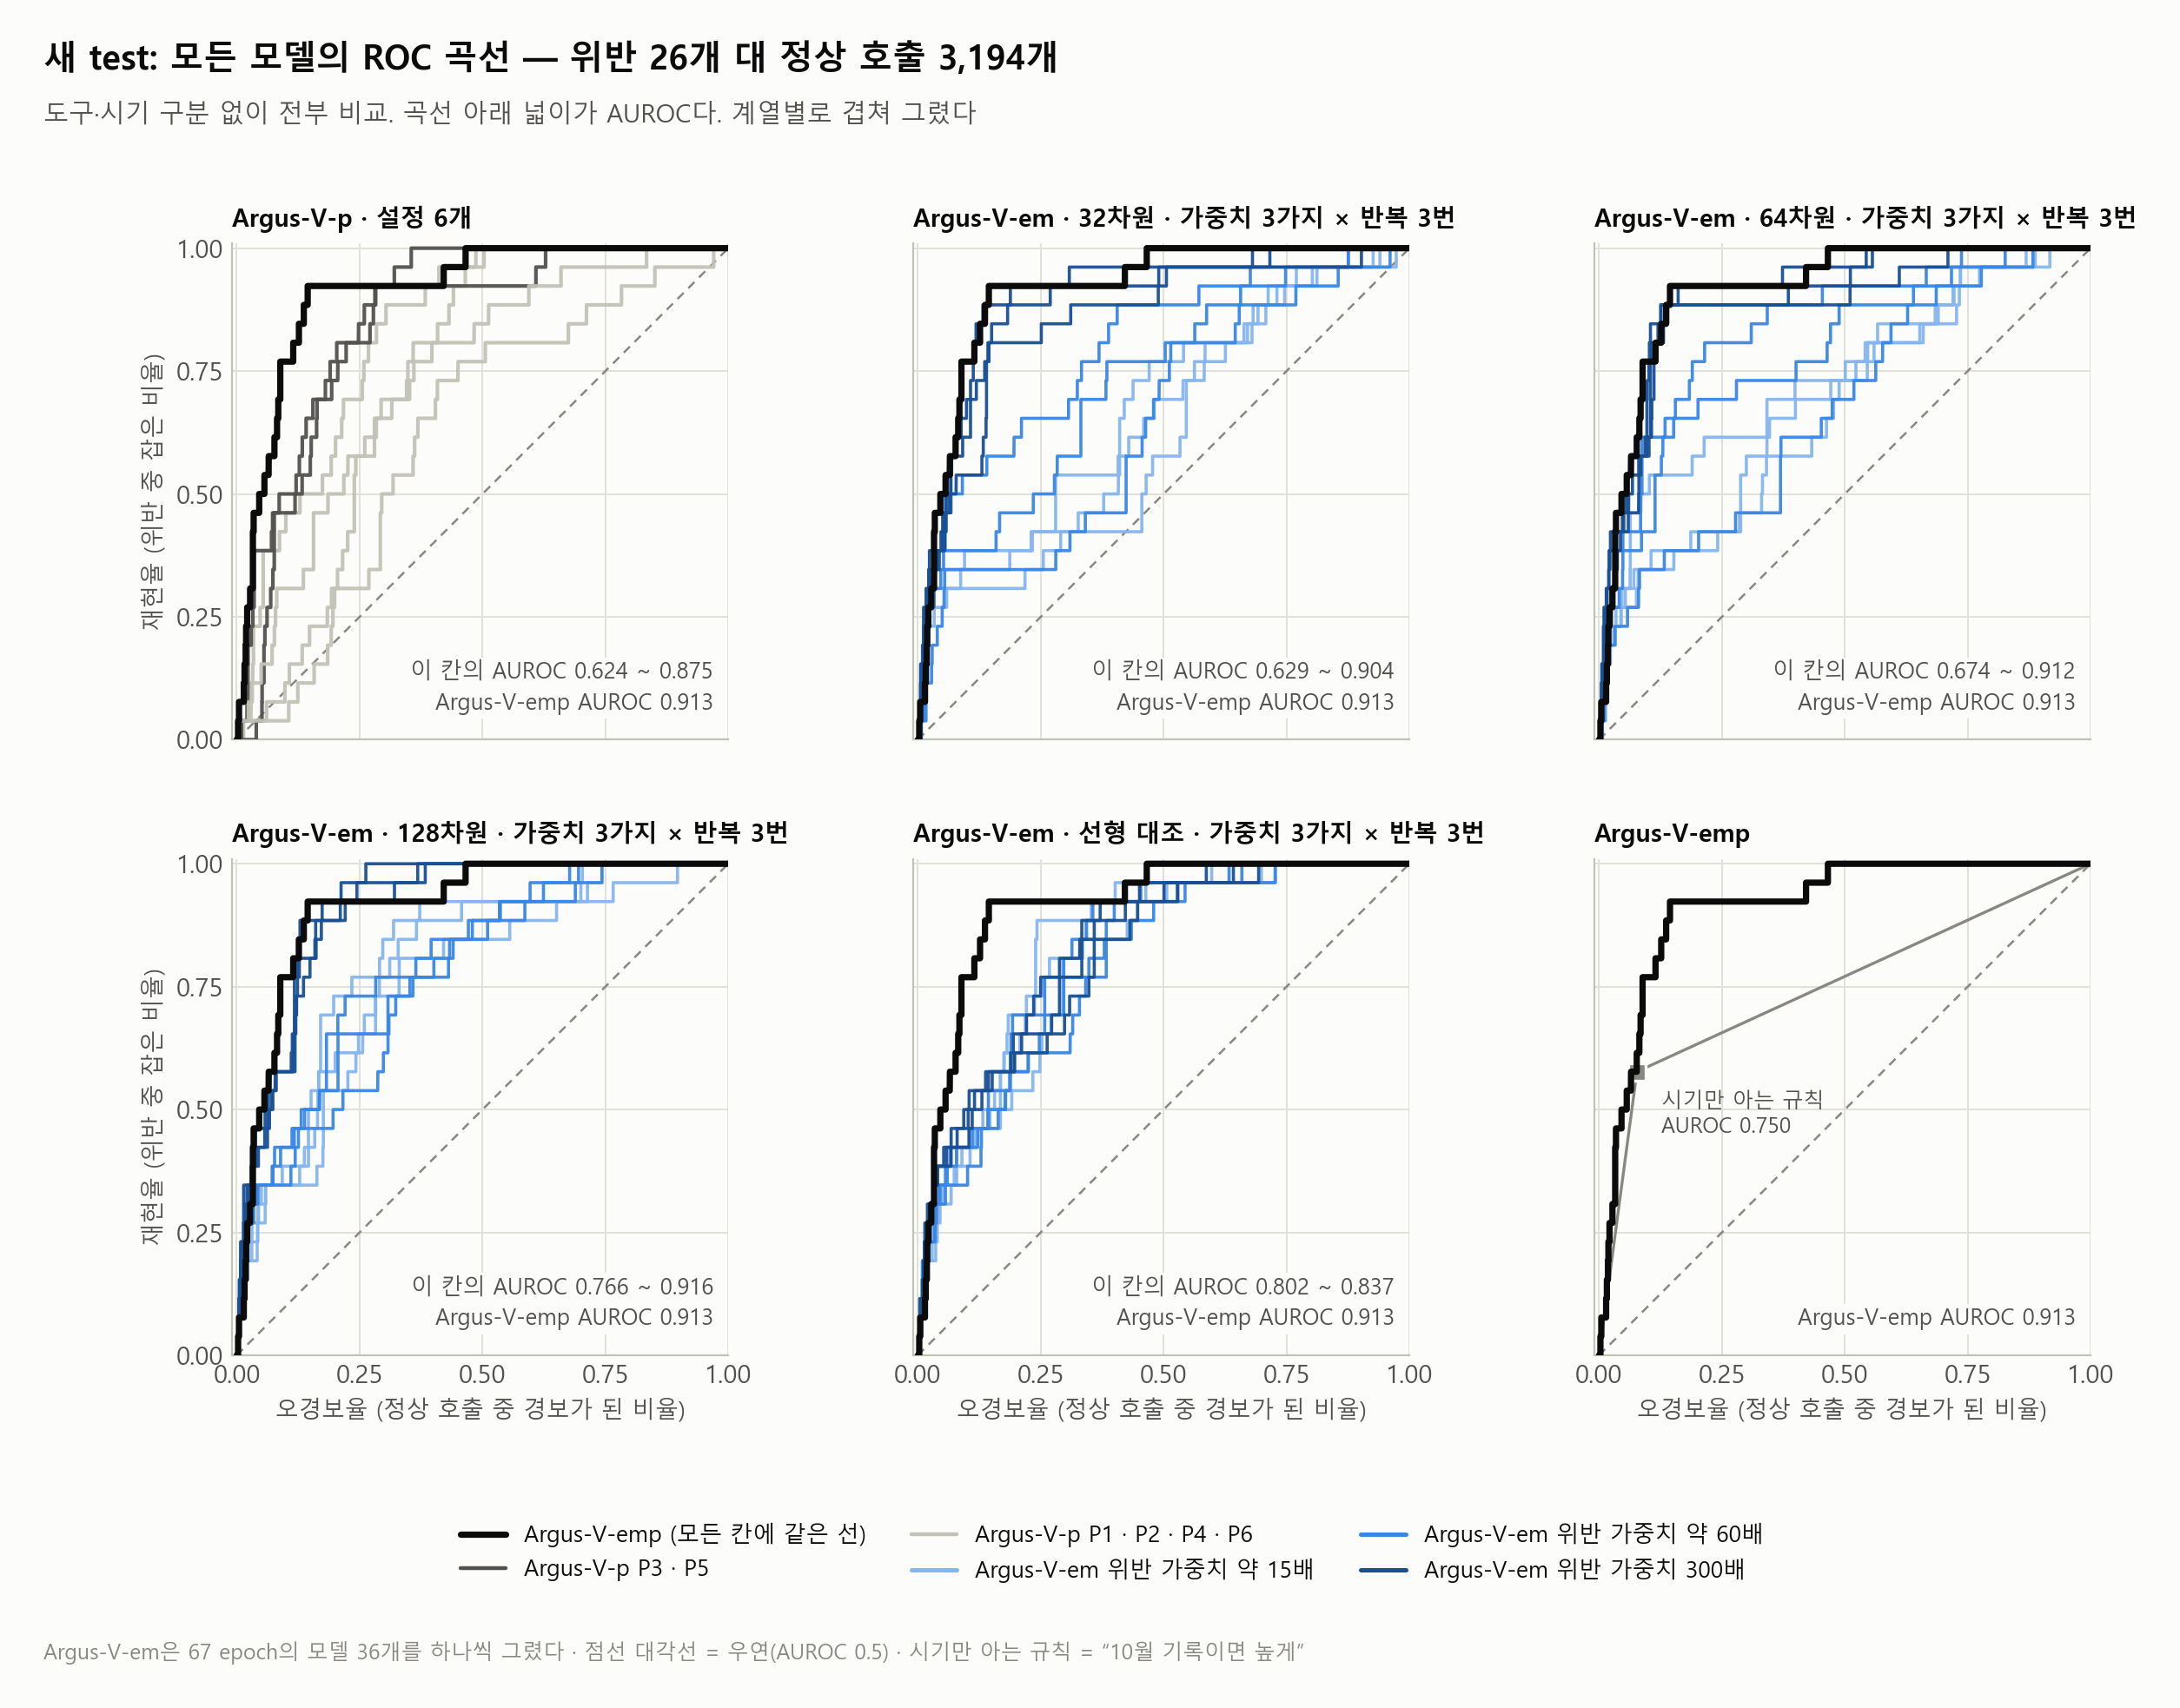 새 test: 모든 모델의 ROC 곡선 — 위반 26개 대 정상 호출 3,194개
도구·시기 구분 없이 전부 비교. 곡선 아래 넓이가 AUROC다. 계열별로 겹쳐 그렸다
Argus-V-p · 설정 6개
재현율 (위반 중 잡은 비율)
1.00
0.75
0.50
0.25
0.00
이 칸의 AUROC 0.624 ~ 0.875
Argus-V-emp AUROC 0.913
Argus-V-em · 32차원 · 가중치 3가지 × 반복 3번
이 칸의 AUROC 0.629 ~ 0.904
Argus-V-emp AUROC 0.913
Argus-V-em · 64차원 · 가중치 3가지 × 반복 3번
이 칸의 AUROC 0.674 ~ 0.912
Argus-V-emp AUROC 0.913
Argus-V-em · 128차원 · 가중치 3가지 × 반복 3번
재현율 (위반 중 잡은 비율)
1.00
0.75
0.50
0.25
0.00
이 칸의 AUROC 0.766 ~ 0.916
Argus-V-emp AUROC 0.913
0.00 0.25 0.50 0.75 1.00
오경보율 (정상 호출 중 경보가 된 비율)
Argus-V-em · 선형 대조 · 가중치 3가지 × 반복 3번
이 칸의 AUROC 0.802 ~ 0.837
Argus-V-emp AUROC 0.913
0.00 0.25 0.50 0.75 1.00
오경보율 (정상 호출 중 경보가 된 비율)
Argus-V-emp
시기만 아는 규칙
AUROC 0.750
Argus-V-emp AUROC 0.913
0.00 0.25 0.50 0.75 1.00
오경보율 (정상 호출 중 경보가 된 비율)
Argus-V-emp (모든 칸에 같은 선)
Argus-V-p P3 · P5
Argus-V-p P1 · P2 · P4 · P6
Argus-V-em 위반 가중치 약 15배
Argus-V-em 위반 가중치 약 60배
Argus-V-em 위반 가중치 300배
Argus-V-em은 67 epoch의 모델 36개를 하나씩 그렸다 · 점선 대각선 = 우연(AUROC 0.5) · 시기만 아는 규칙 = “10월 기록이면 높게”